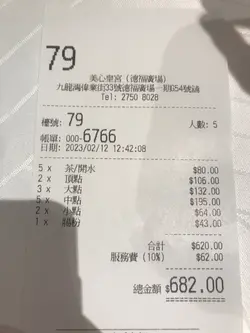 79
美心皇宮 (德福廣場)
九龍灣偉業街33號德福廣場一期G54號舖
Tel: 2750 8028
檯號: 79 人數: 5
帳單: 000-6766
日期: 2023/02/12 12:42:08
5 x 茶/開水 $80.00
2 x 頂點 $106.00
3 x 大點 $132.00
5 x 中點 $195.00
2 x 小點 $64.00
1 x 腸粉 $43.00
合計 $620.00
服務費 (10%) $62.00
總金額 $682.00